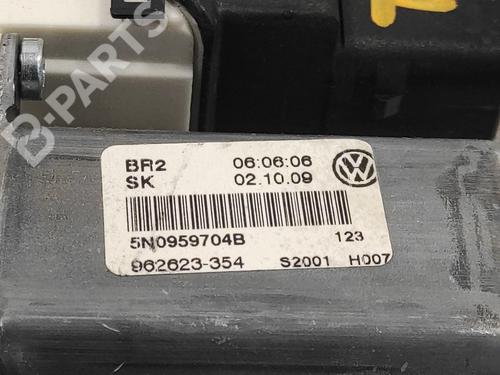 B-PARTS
BR2 06:06:06
SK 02.10.09
5N0959704B 123
962623-354 S2001 H007